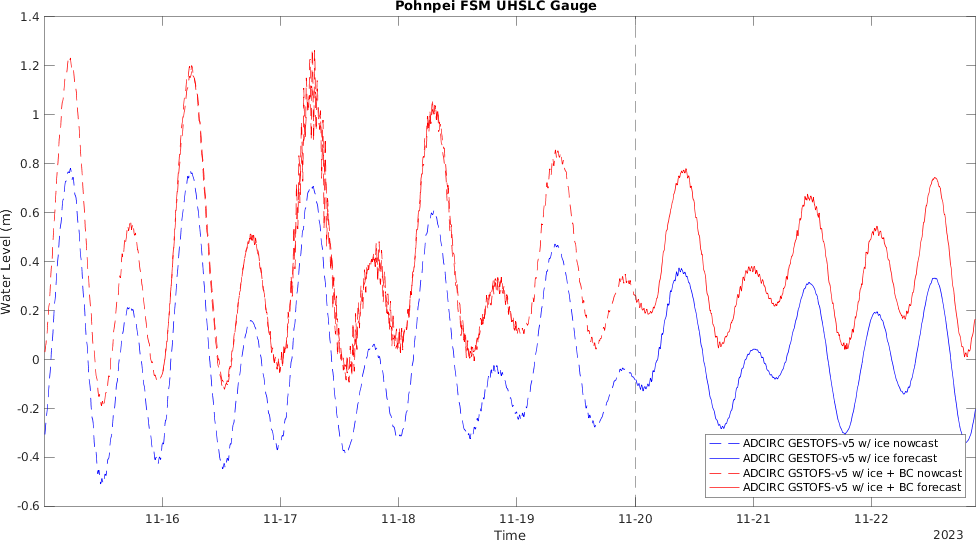 Pohnpei FSM UHSLC Gauge
1.4
1.2
1
0.8
0.6
0.4
0.2
0
-0.2
-0.4
-0.6
Water Level (m)
11-16
11-17
11-18
11-19
11-20
11-21
11-22
Time
2023
ADCIRC GESTOFS-v5 w/ ice nowcast
ADCIRC GESTOFS-v5 w/ ice forecast
ADCIRC GSTOFS-v5 w/ ice + BC nowcast
ADCIRC GSTOFS-v5 w/ ice + BC forecast